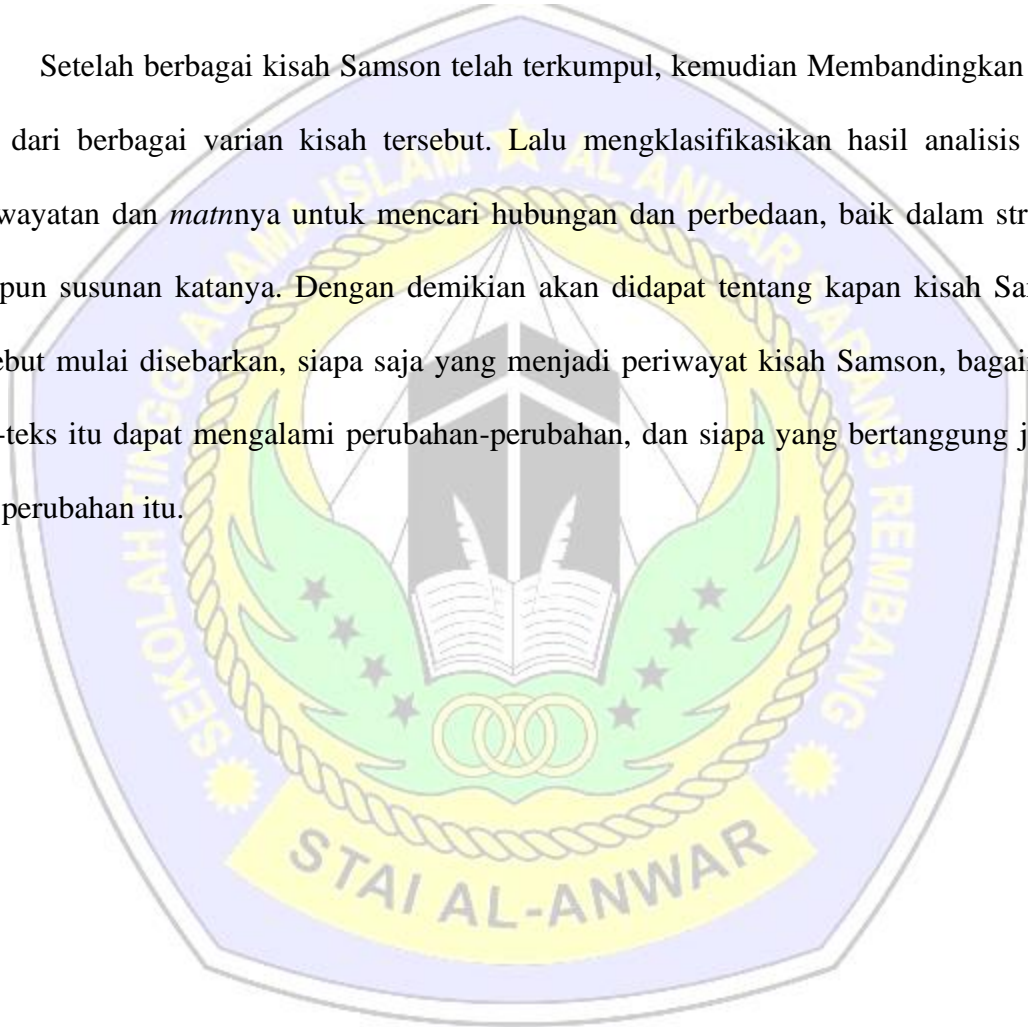 Setelah berbagai kisah Samson telah terkumpul, kemudian Membandingkan
dari berbagai varian kisah tersebut. Lalu mengklasifikasikan hasil analisis
wayatan dan matnnya untuk mencari hubungan dan perbedaan, baik dalam str
pun susunan katanya. Dengan demikian akan didapat tentang kapan kisah Sa
ebut mulai disebarkan, siapa saja yang menjadi periwayat kisah Samson, bagai
-teks itu dapat mengalami perubahan-perubahan, dan siapa yang bertanggung j
perubahan itu.
SEKOLAH TINGGI AGAMA ISLAM AL ANWAR SARANG REMBANG
STAI AL-ANWAR